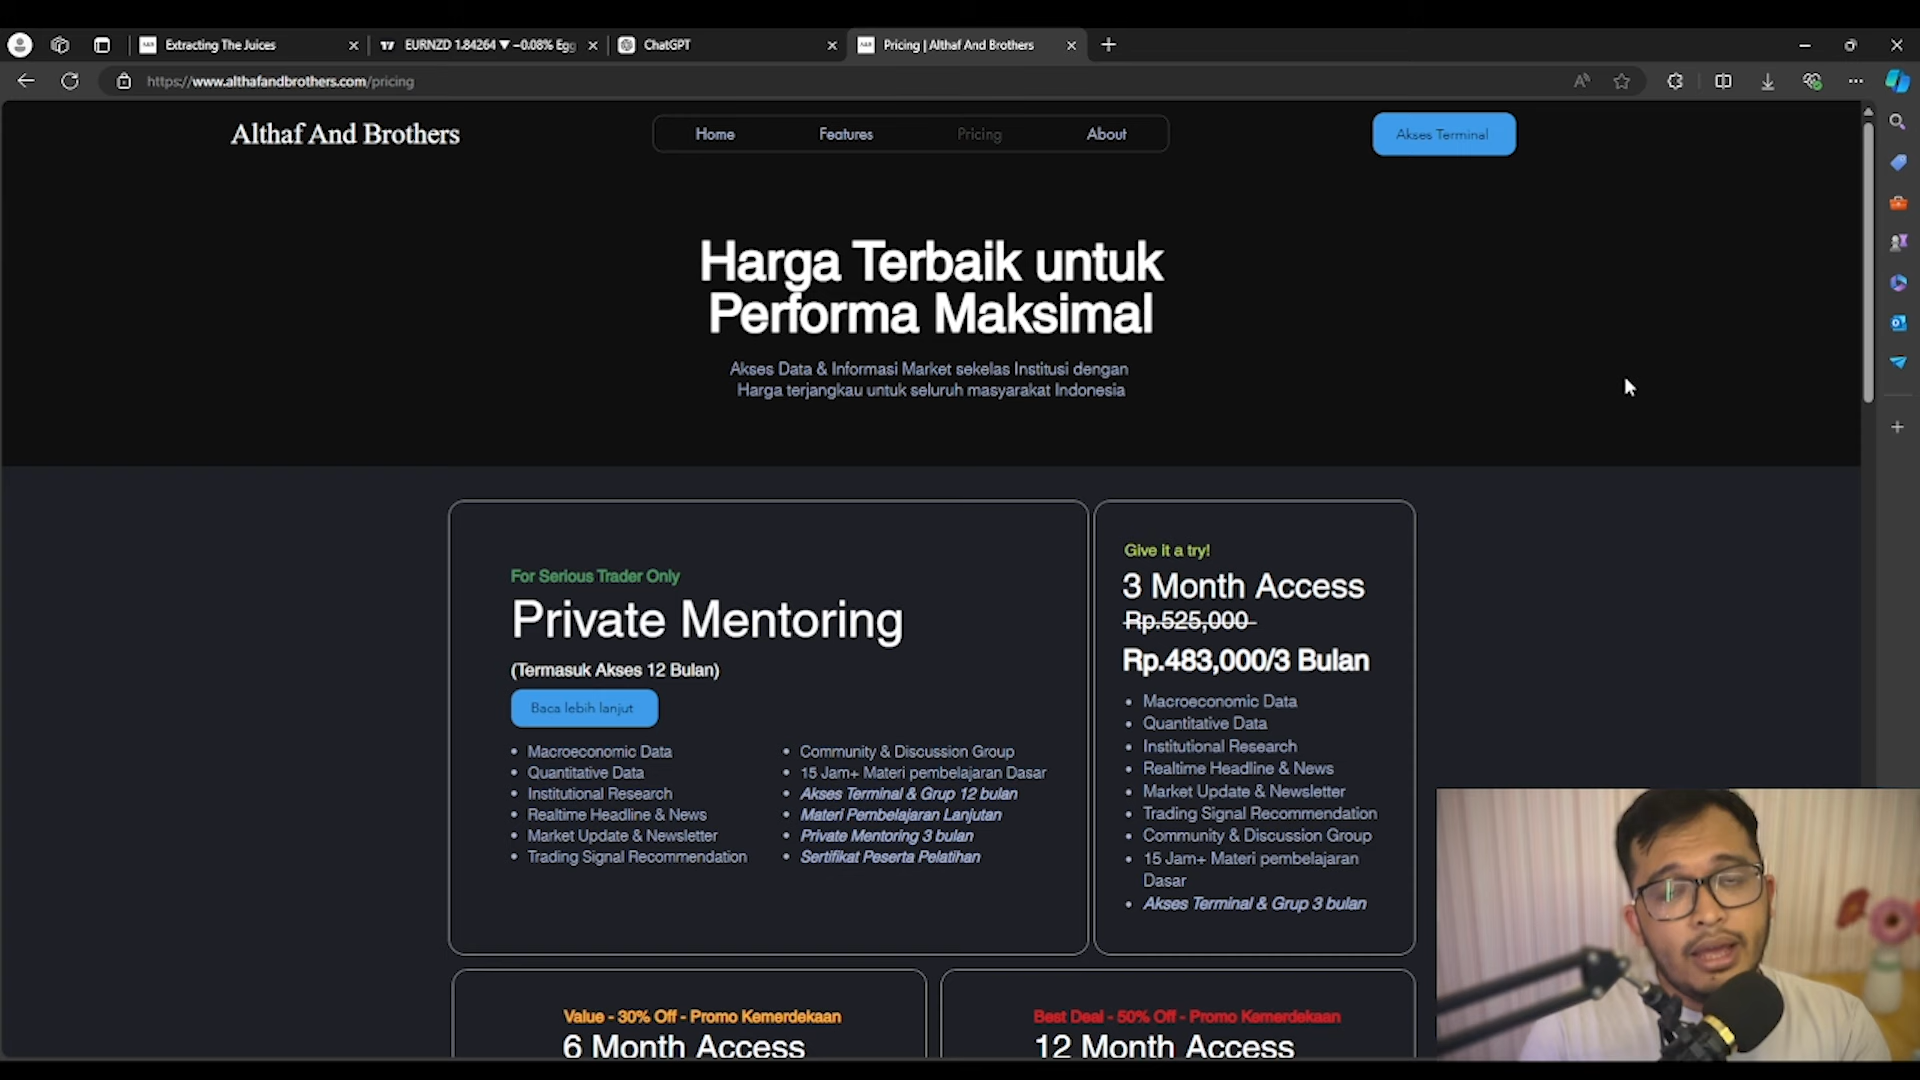 Extracting The Juices
EURNZD 1.84264 ▼ −0.08% Egg
ChatGPT
Pricing | Althaf And Brothers
https://www.althafandbrothers.com/pricing
Althaf And Brothers
Home
Features
Pricing
About
Akses Terminal
Harga Terbaik untuk
Performa Maksimal
Akses Data & Informasi Market sekelas Institusi dengan
Harga terjangkau untuk seluruh masyarakat Indonesia
For Serious Trader Only
Private Mentoring
(Termasuk Akses 12 Bulan)
Baca lebih lanjut
• Macroeconomic Data
• Quantitative Data
• Institutional Research
• Realtime Headline & News
• Market Update & Newsletter
• Trading Signal Recommendation
• Community & Discussion Group
• 15 Jam+ Materi pembelajaran Dasar
• Akses Terminal & Grup 12 bulan
• Materi Pembelajaran Lanjutan
• Private Mentoring 3 bulan
• Sertifikat Peserta Pelatihan
Give it a try!
3 Month Access
Rp.525,000
Rp.483,000/3 Bulan
• Macroeconomic Data
• Quantitative Data
• Institutional Research
• Realtime Headline & News
• Market Update & Newsletter
• Trading Signal Recommendation
• Community & Discussion Group
• 15 Jam+ Materi pembelajaran
Dasar
• Akses Terminal & Grup 3 bulan
Value - 30% Off - Promo Kemerdekaan
6 Month Access
Best Deal - 50% Off - Promo Kemerdekaan
12 Month Access